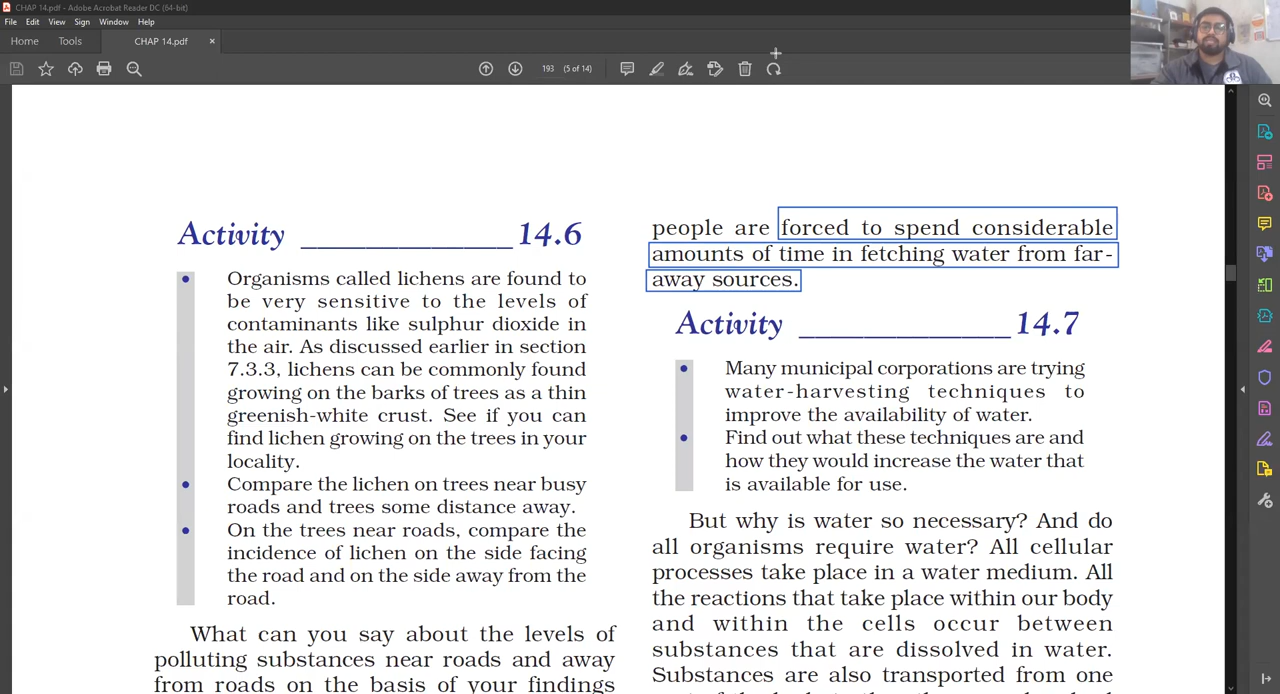 CHAP 14.pdf - Adobe Acrobat Reader DC (64-bit)
File Edit View Sign Window Help
Home Tools CHAP 14.pdf ×
193 (5 of 14)
Activity ______________ 14.6
• Organisms called lichens are found to
be very sensitive to the levels of
contaminants like sulphur dioxide in
the air. As discussed earlier in section
7.3.3, lichens can be commonly found
growing on the barks of trees as a thin
greenish-white crust. See if you can
find lichen growing on the trees in your
locality.
• Compare the lichen on trees near busy
roads and trees some distance away.
• On the trees near roads, compare the
incidence of lichen on the side facing
the road and on the side away from the
road.
What can you say about the levels of
polluting substances near roads and away
from roads on the basis of your findings
people are forced to spend considerable
amounts of time in fetching water from far-
away sources.
Activity ______________ 14.7
• Many municipal corporations are trying
water-harvesting techniques to
improve the availability of water.
• Find out what these techniques are and
how they would increase the water that
is available for use.
But why is water so necessary? And do
all organisms require water? All cellular
processes take place in a water medium. All
the reactions that take place within our body
and within the cells occur between
substances that are dissolved in water.
Substances are also transported from one